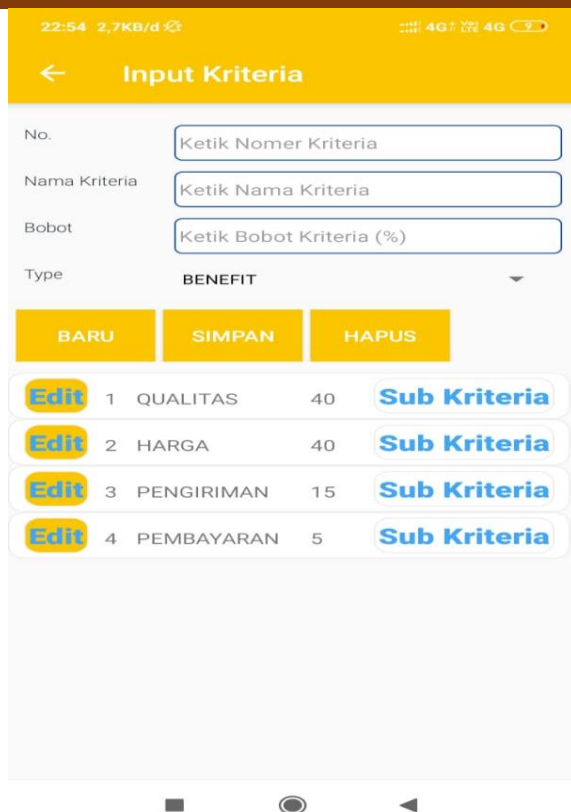 22:54 2,7KB/d 4G VoLTE 4G 9
Input Kriteria
No. Ketik Nomer Kriteria
Nama Kriteria Ketik Nama Kriteria
Bobot Ketik Bobot Kriteria (%)
Type BENEFIT
BARU SIMPAN HAPUS
Edit 1 QUALITAS 40 Sub Kriteria
Edit 2 HARGA 40 Sub Kriteria
Edit 3 PENGIRIMAN 15 Sub Kriteria
Edit 4 PEMBAYARAN 5 Sub Kriteria